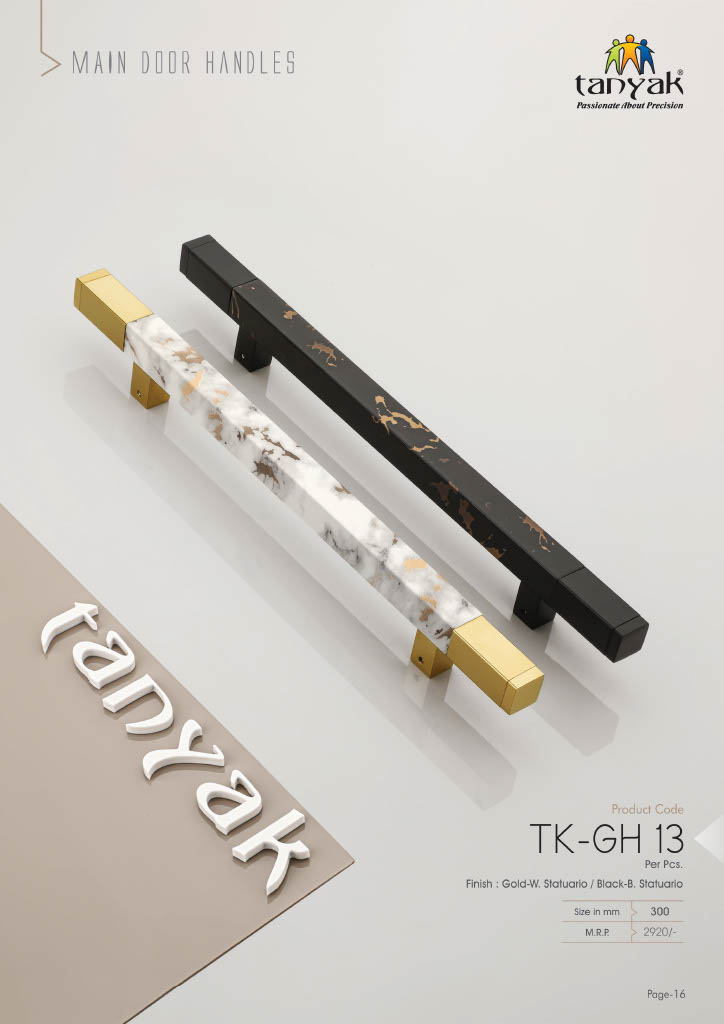 MAIN DOOR HANDLES
tanyak®
Passionate About Precision
tanyak
Product Code
TK-GH 13
Per Pcs.
Finish : Gold-W. Statuario / Black-B. Statuario
Size in mm 300
M.R.P. 2920/-
Page-16